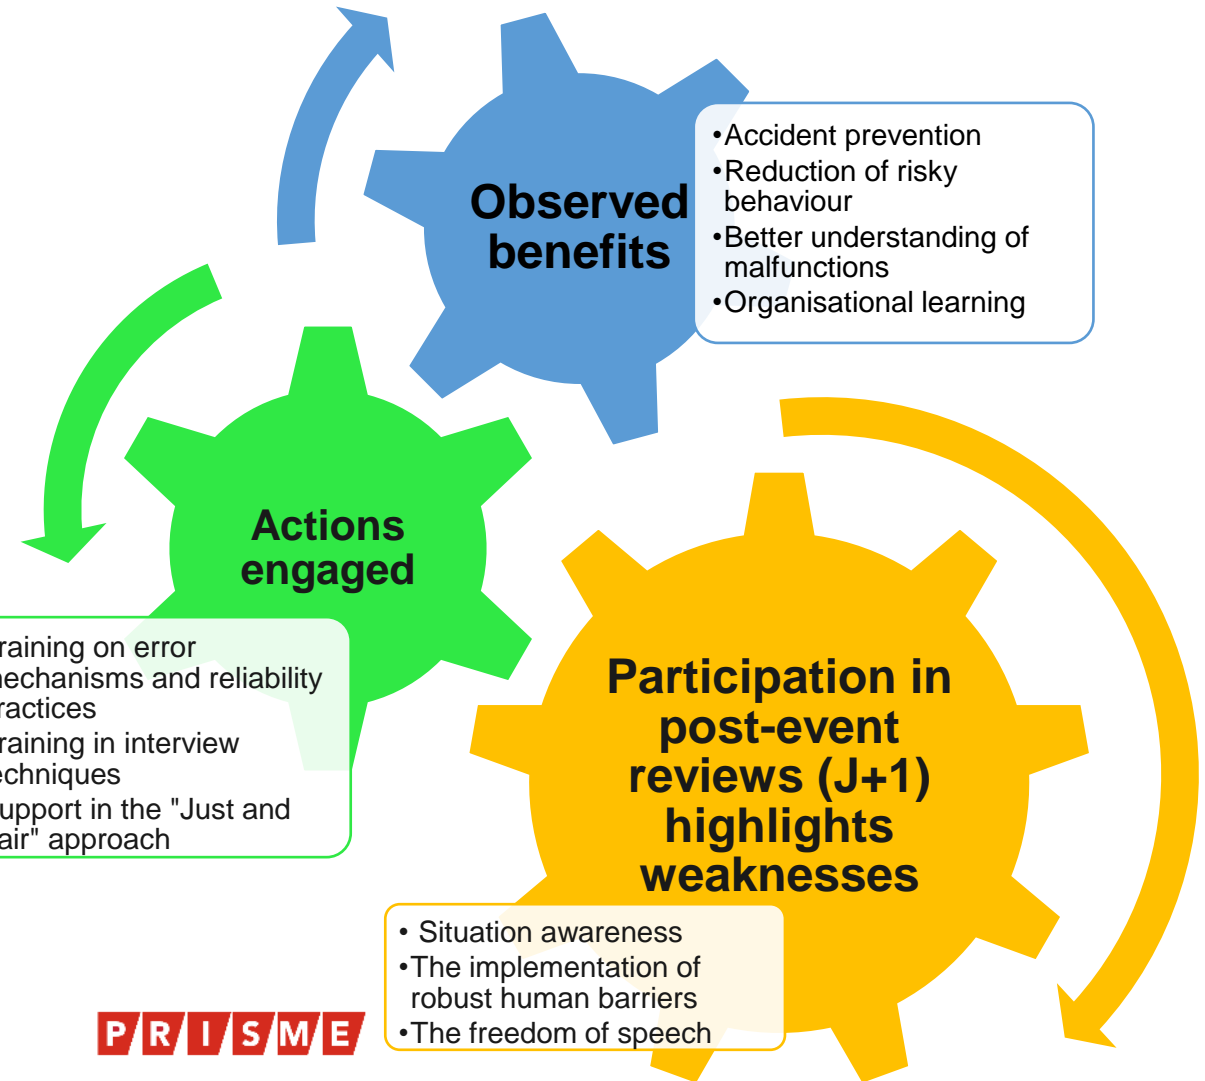 Observed
benefits
•Accident prevention
•Reduction of risky
behaviour
•Better understanding of
malfunctions
•Organisational learning
Actions
engaged
raining on error
nechanisms and reliability
ractices
raining in interview
echniques
upport in the "Just and
air" approach
Participation in
post-event
reviews (J+1)
highlights
weaknesses
• Situation awareness
•The implementation of
robust human barriers
•The freedom of speech
PRISME